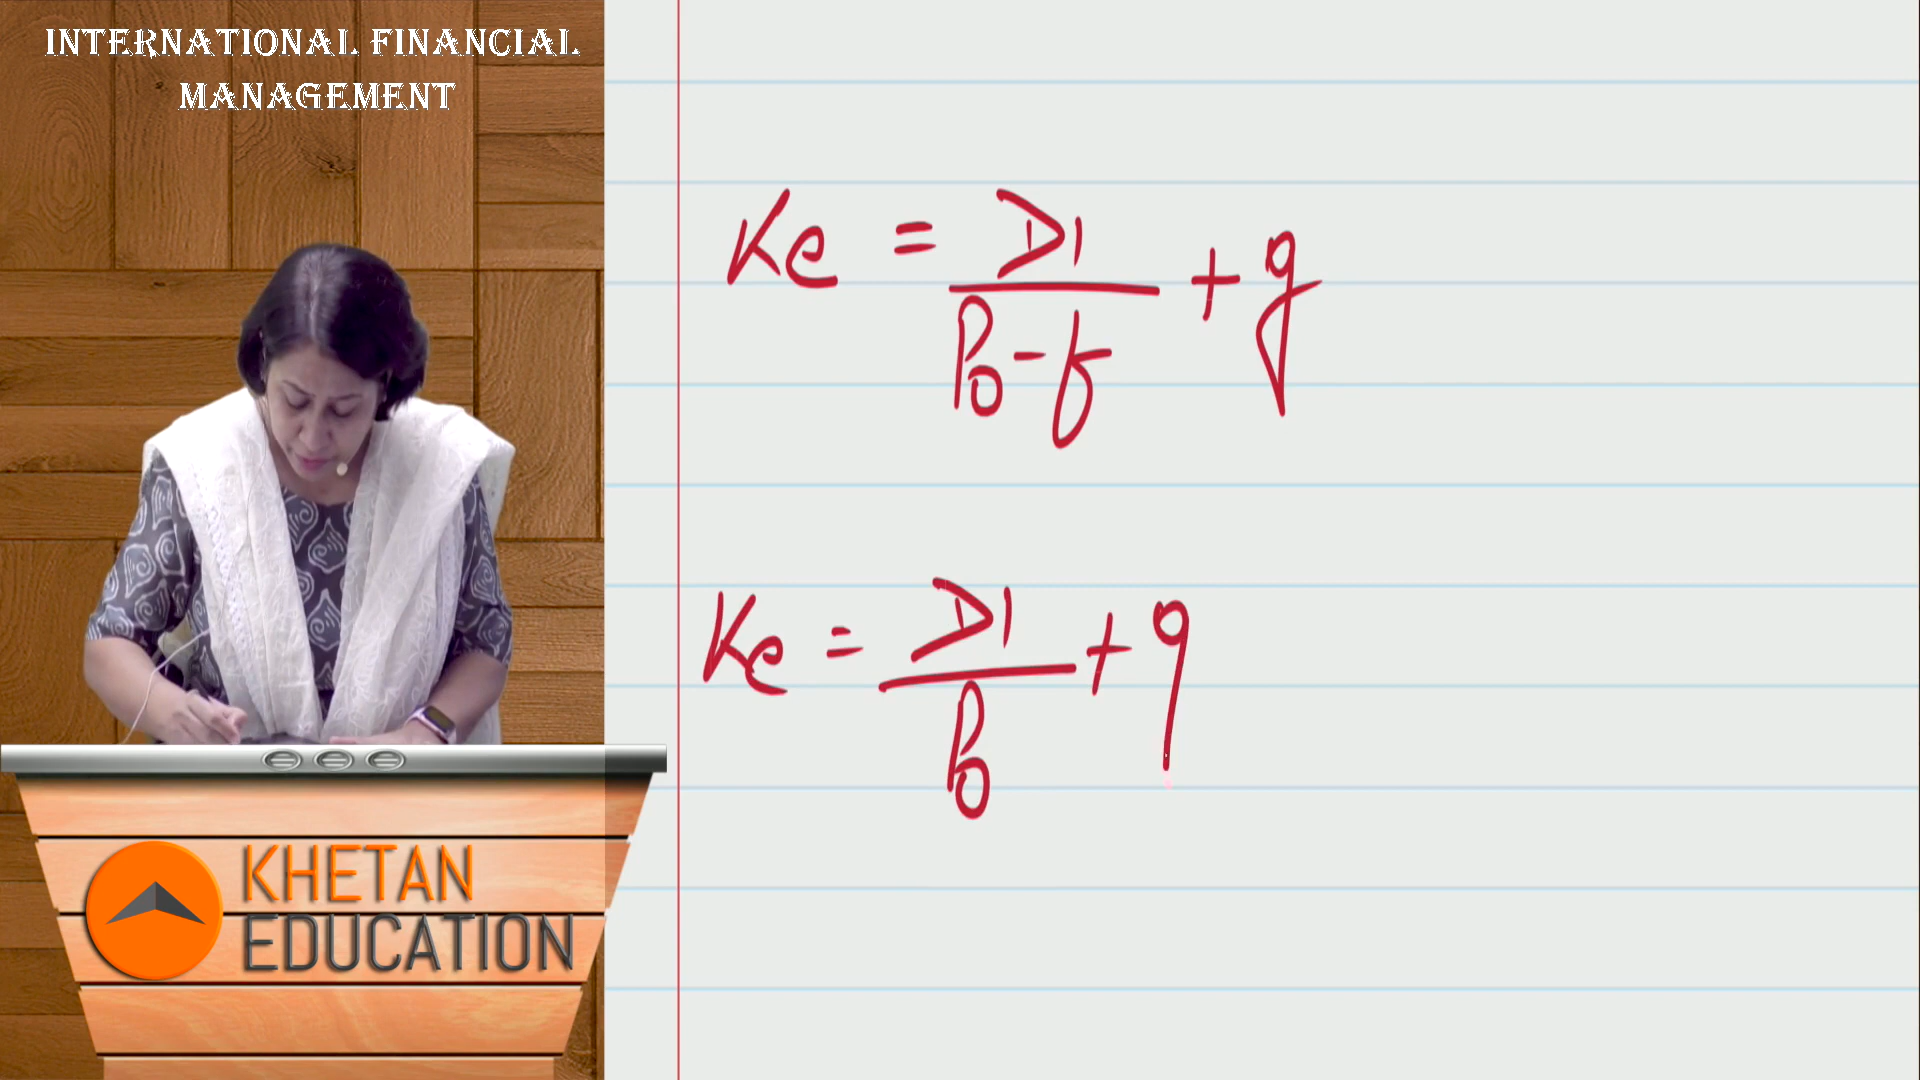 INTERNATIONAL FINANCIAL
MANAGEMENT
Ke = D1 / P0 - f + g
Ke = D1 / P0 + g
KHETAN
EDUCATION